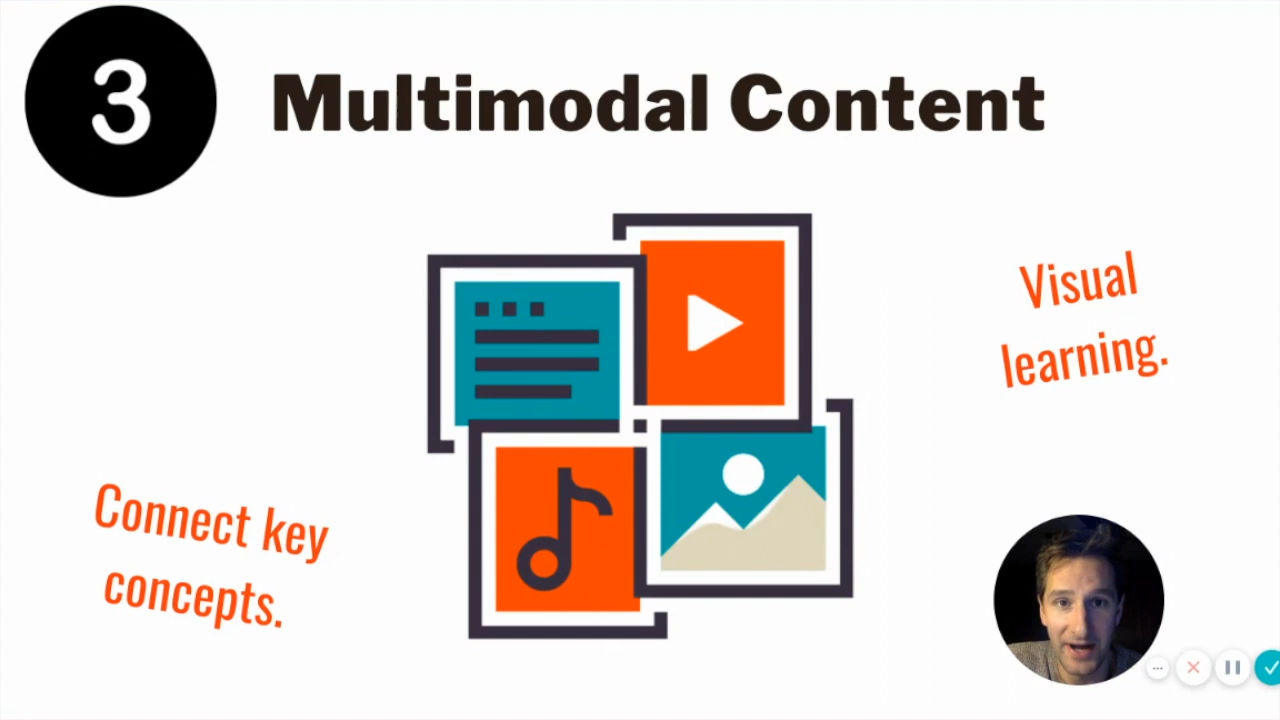 3
Multimodal Content
Visual
learning.
Connect key
concepts.